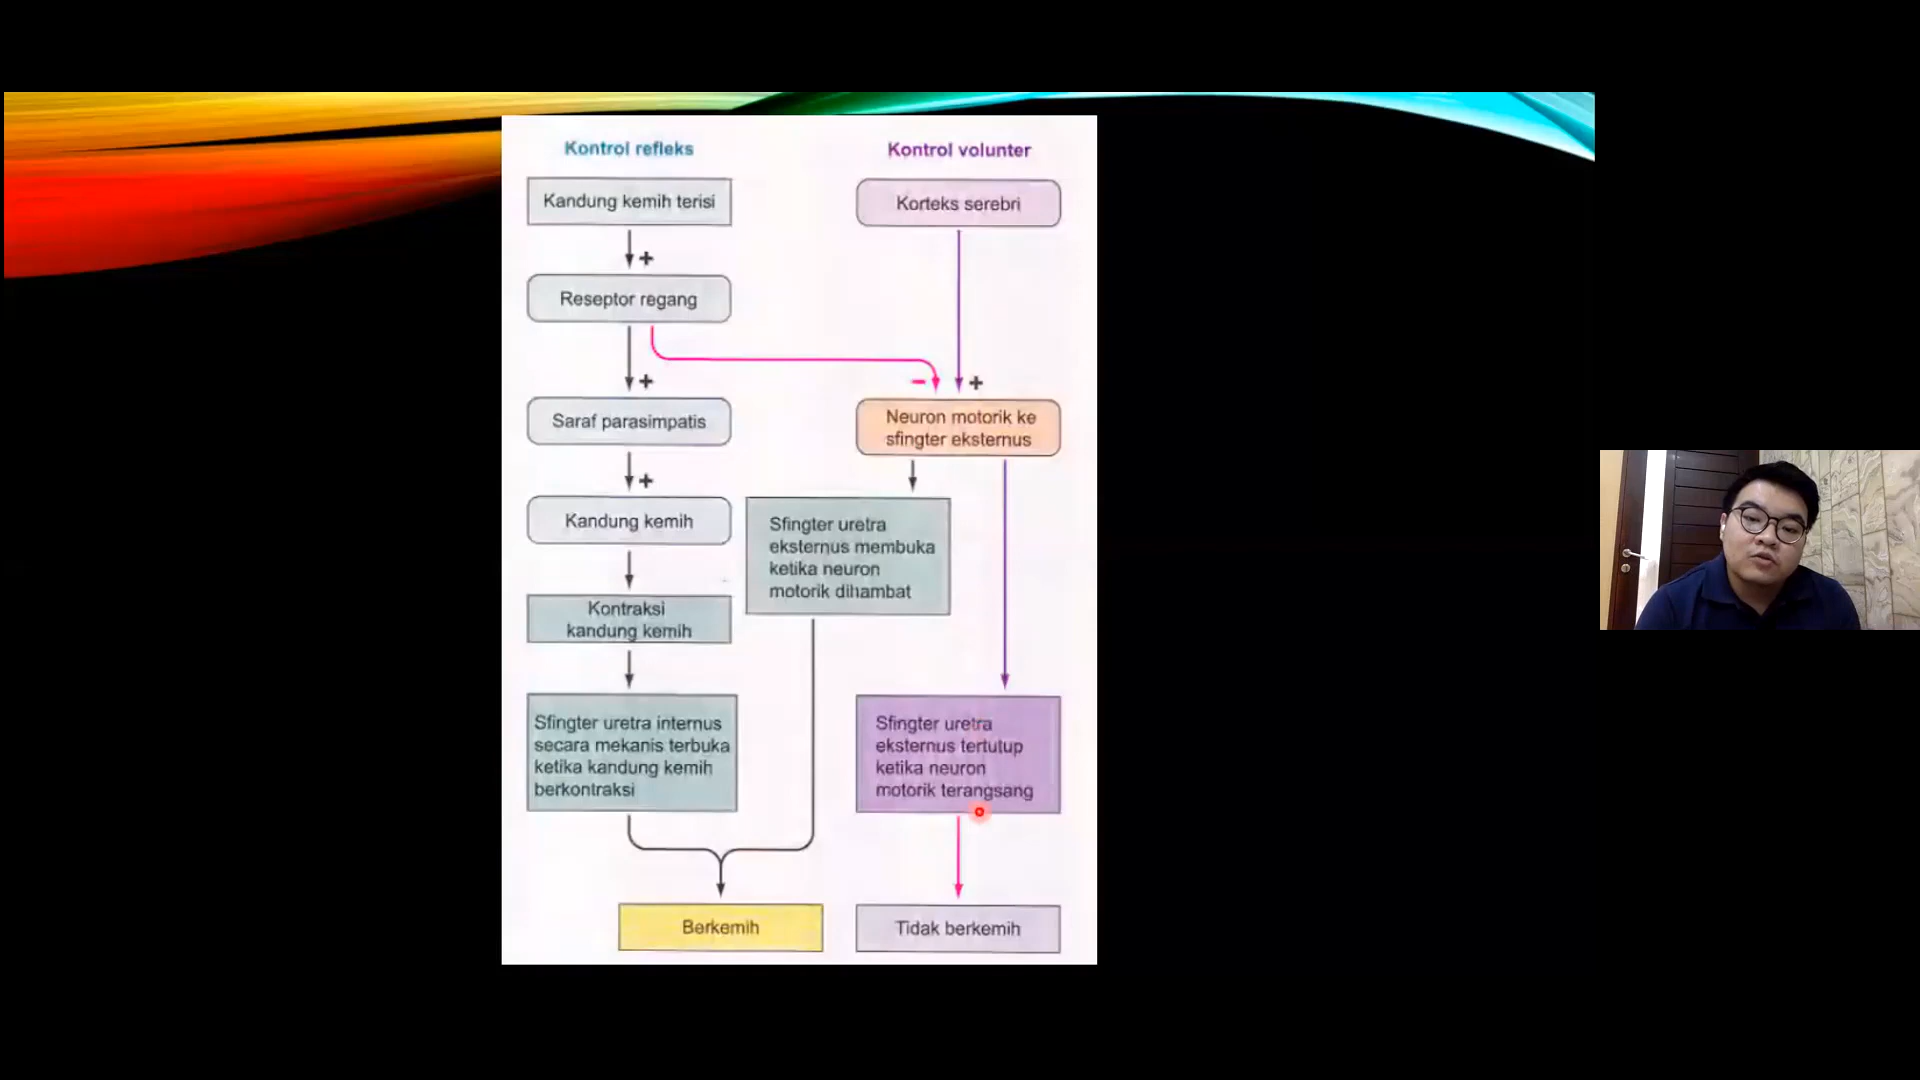 Kontrol refleks
Kandung kemih terisi
+
Reseptor regang
+
Saraf parasimpatis
+
Kandung kemih
Kontraksi
kandung kemih
Sfingter uretra internus
secara mekanis terbuka
ketika kandung kemih
berkontraksi
Kontrol volunter
Korteks serebri
- +
Neuron motorik ke
sfingter eksternus
Sfingter uretra
eksternus membuka
ketika neuron
motorik dihambat
Sfingter uretra
eksternus tertutup
ketika neuron
motorik terangsang
Berkemih
Tidak berkemih